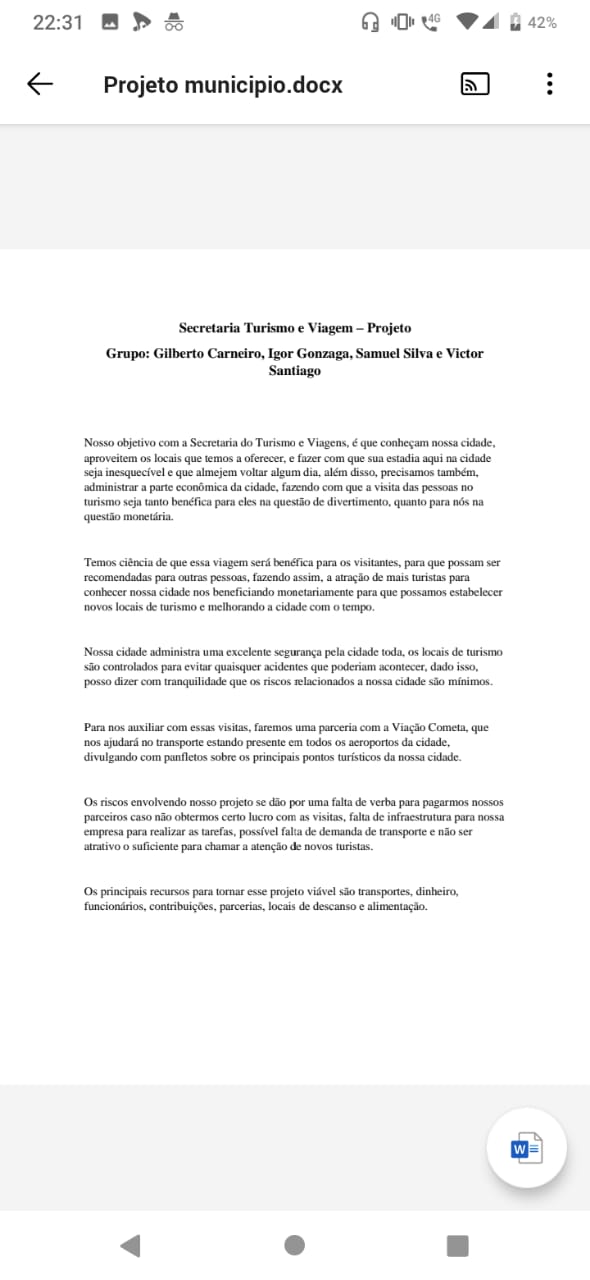 22:31
4G
42%
Projeto municipio.docx
Secretaria Turismo e Viagem – Projeto
Grupo: Gilberto Carneiro, Igor Gonzaga, Samuel Silva e Victor
Santiago
Nosso objetivo com a Secretaria do Turismo e Viagens, é que conheçam nossa cidade,
aproveitem os locais que temos a oferecer, e fazer com que sua estadia aqui na cidade
seja inesquecível e que almejem voltar algum dia, além disso, precisamos também,
administrar a parte econômica da cidade, fazendo com que a visita das pessoas no
turismo seja tanto benéfica para eles na questão de divertimento, quanto para nós na
questão monetária.
Temos ciência de que essa viagem será benéfica para os visitantes, para que possam ser
recomendadas para outras pessoas, fazendo assim, a atração de mais turistas para
conhecer nossa cidade nos beneficiando monetariamente para que possamos estabelecer
novos locais de turismo e melhorando a cidade com o tempo.
Nossa cidade administra uma excelente segurança pela cidade toda, os locais de turismo
são controlados para evitar quaisquer acidentes que poderiam acontecer, dado isso,
posso dizer com tranquilidade que os riscos relacionados a nossa cidade são mínimos.
Para nos auxiliar com essas visitas, faremos uma parceria com a Viação Cometa, que
nos ajudará no transporte estando presente em todos os aeroportos da cidade,
divulgando com panfletos sobre os principais pontos turísticos da nossa cidade.
Os riscos envolvendo nosso projeto se dão por uma falta de verba para pagarmos nossos
parceiros caso não obtermos certo lucro com as visitas, falta de infraestrutura para nossa
empresa para realizar as tarefas, possível falta de demanda de transporte e não ser
atrativo o suficiente para chamar a atenção de novos turistas.
Os principais recursos para tornar esse projeto viável são transportes, dinheiro,
funcionários, contribuições, parcerias, locais de descanso e alimentação.
W